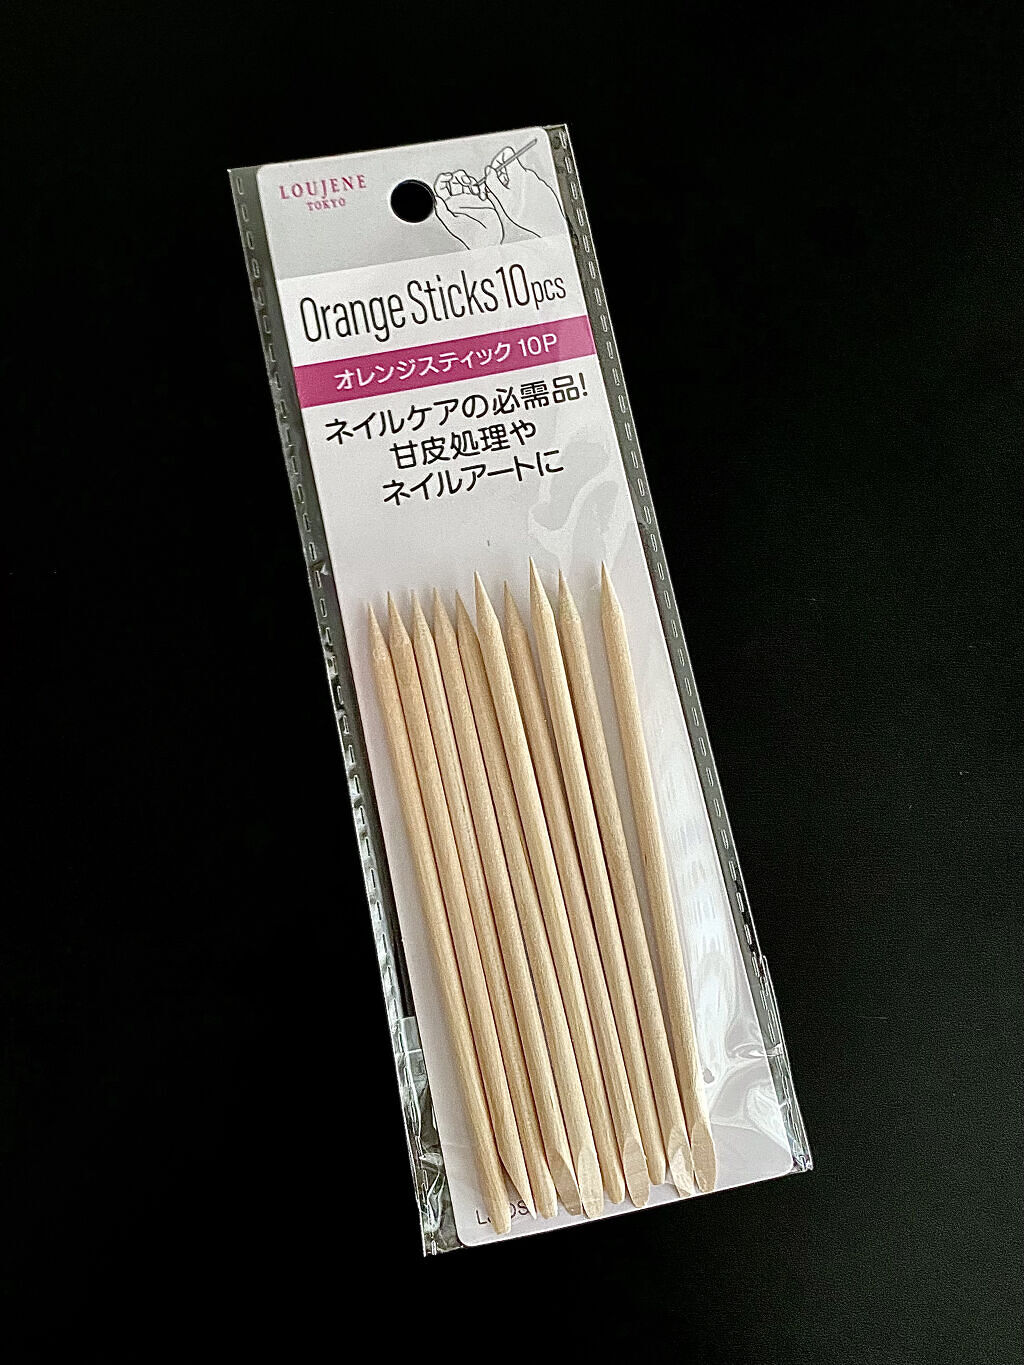 LOUJENE
TOKYO
Orange Sticks 10pcs
オレンジスティック 10P
ネイルケアの必需品!
甘皮処理や
ネイルアートに